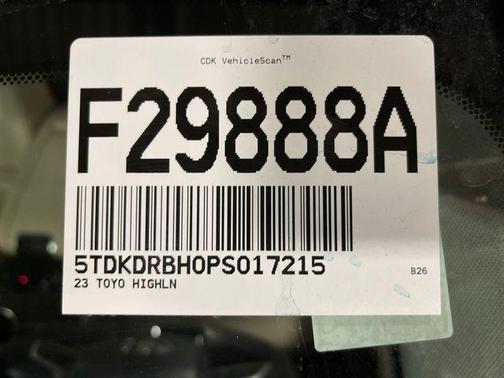 CDK VehicleScan™
F29888A
5TDKDRBH0PS017215
B26
23 TOYO HIGHLN